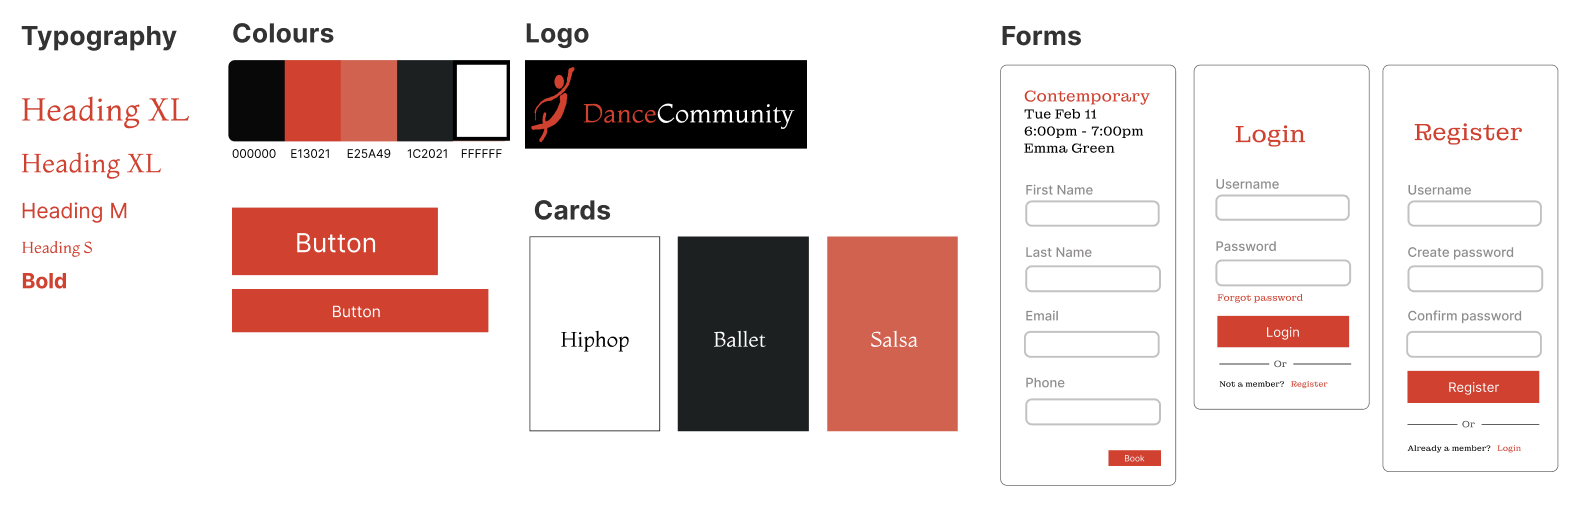 Typography
Heading XL
Heading XL
Heading M
Heading S
Bold
Colours
000000 E13021 E25A49 1C2021 FFFFFF
Button
Button
Logo
DanceCommunity
Cards
Hiphop
Ballet
Salsa
Forms
Contemporary
Tue Feb 11
6:00pm - 7:00pm
Emma Green
First Name
Last Name
Email
Phone
Book
Login
Username
Password
Forgot password
Login
Or
Not a member? Register
Register
Username
Create password
Confirm password
Register
Or
Already a member? Login